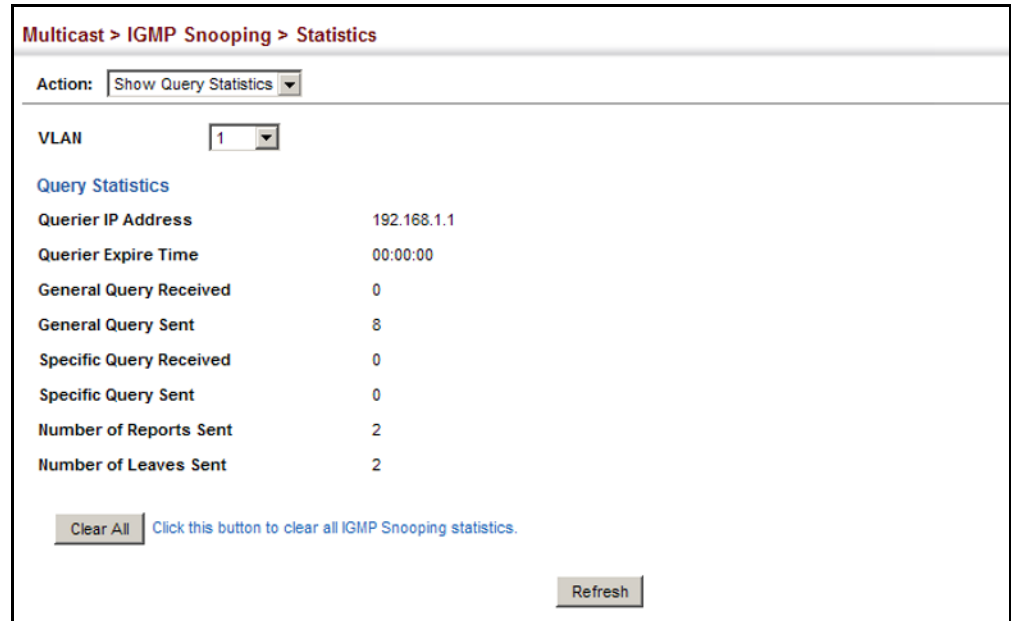 Multicast > IGMP Snooping > Statistics
Action: Show Query Statistics
VLAN 1
Query Statistics
Querier IP Address 192.168.1.1
Querier Expire Time 00:00:00
General Query Received 0
General Query Sent 8
Specific Query Received 0
Specific Query Sent 0
Number of Reports Sent 2
Number of Leaves Sent 2
Clear All Click this button to clear all IGMP Snooping statistics.
Refresh